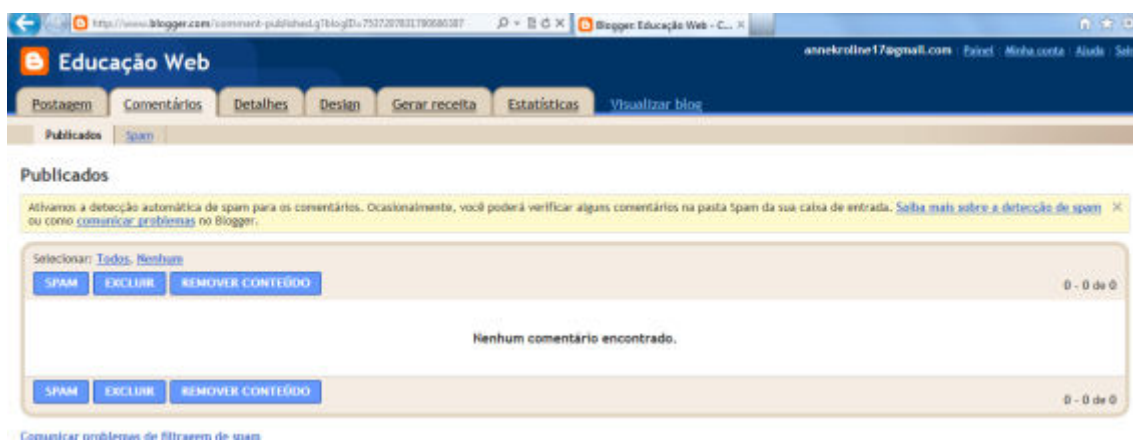 http://www.blogger.com/comment-published.g?blogID=
Blogger: Educação Web - C...
Educação Web
Painel Minha conta Ajuda
Postagem Comentários Detalhes Design Gerar receita Estatísticas Visualizar blog
Publicados Spam
Publicados
Ativamos a detecção automática de spam para os comentários. Ocasionalmente, você poderá verificar alguns comentários na pasta Spam da sua caixa de entrada. Saiba mais sobre a detecção de spam
ou como comunicar problemas no Blogger.
Selecionar: Todos, Nenhum
SPAM EXCLUIR REMOVER CONTEÚDO 0 - 0 de 0
Nenhum comentário encontrado.
SPAM EXCLUIR REMOVER CONTEÚDO 0 - 0 de 0
Comunicar problemas de filtragem de spam